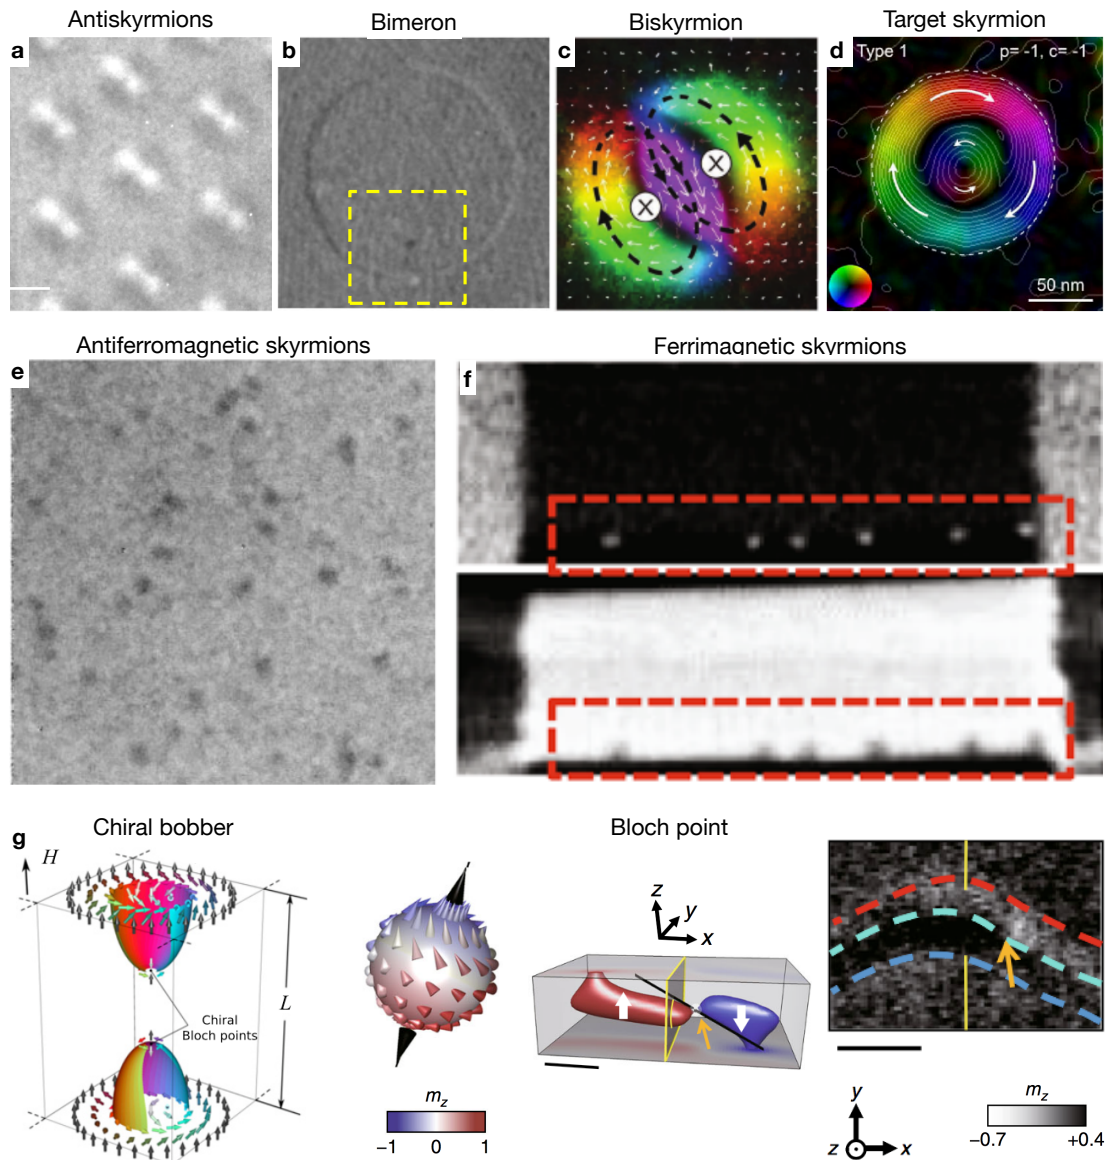 Antiskyrmions
Bimeron
Biskyrmion
Target skyrmion
a
b
c
X
X
d
Type 1
p= -1, c= -1
50 nm
Antiferromagnetic skyrmions
Ferrimagnetic skyrmions
e
f
Chiral bobber
Bloch point
g
H
L
Chiral
Bloch points
z
y
x
m_z
−1 0 1
y
z
x
m_z
−0.7 +0.4